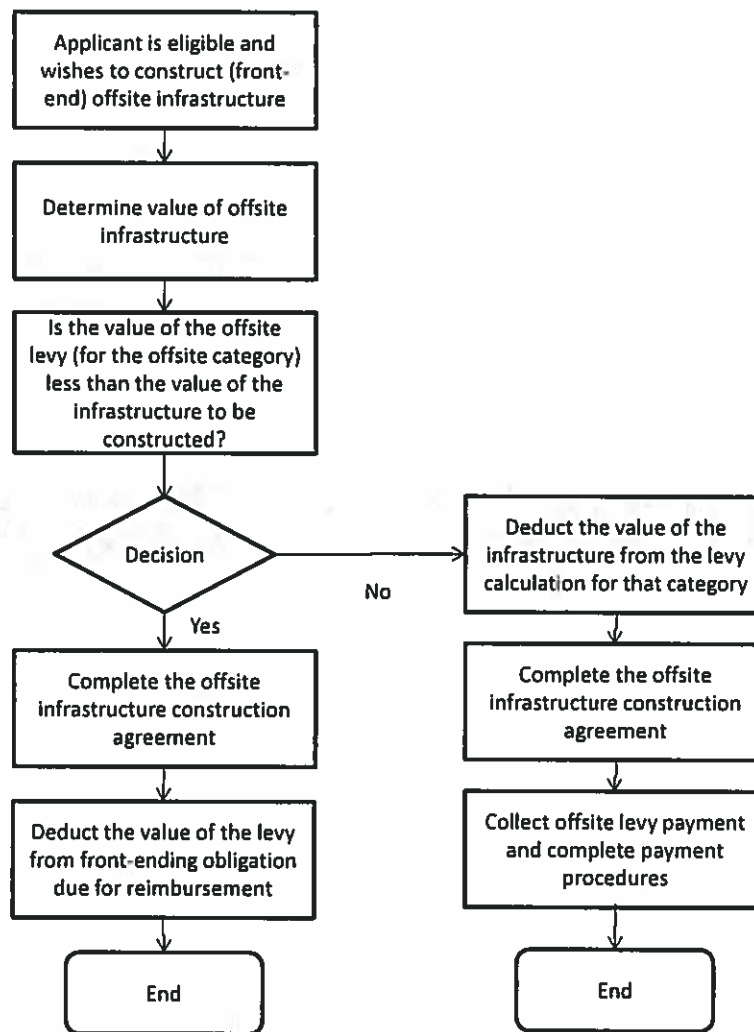 Applicant is eligible and
wishes to construct (front-
end) offsite infrastructure
Determine value of offsite
infrastructure
Is the value of the offsite
levy (for the offsite category)
less than the value of the
infrastructure to be
constructed?
Decision
No
Yes
Complete the offsite
infrastructure construction
agreement
Deduct the value of the levy
from front-ending obligation
due for reimbursement
End
Deduct the value of the
infrastructure from the levy
calculation for that category
Complete the offsite
infrastructure construction
agreement
Collect offsite levy payment
and complete payment
procedures
End